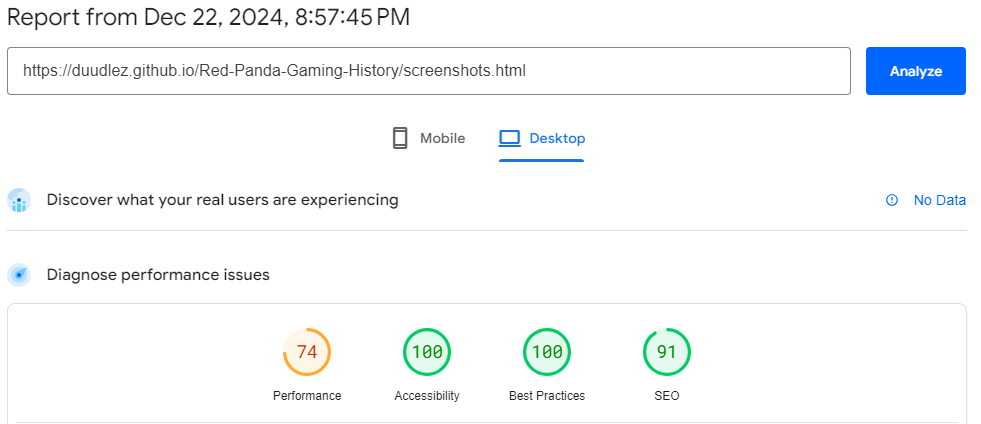 Report from Dec 22, 2024, 8:57:45 PM
https://duudlez.github.io/Red-Panda-Gaming-History/screenshots.html
Analyze
Mobile
Desktop
Discover what your real users are experiencing
No Data
Diagnose performance issues
74
100
100
91
Performance
Accessibility
Best Practices
SEO